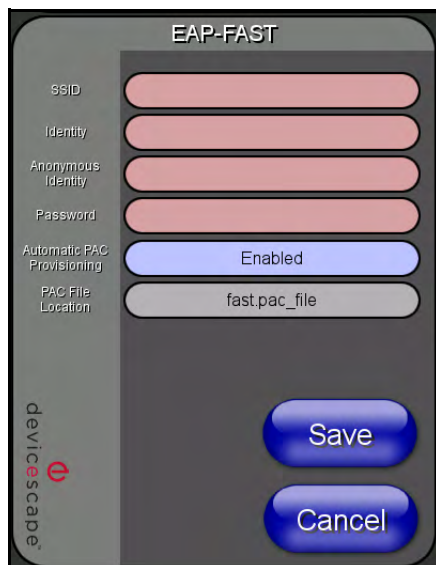 EAP-FAST
SSID
Identity
Anonymous
Identity
Password
Automatic PAC
Provisioning
Enabled
PAC File
Location
fast.pac_file
Save
Cancel
devicescape